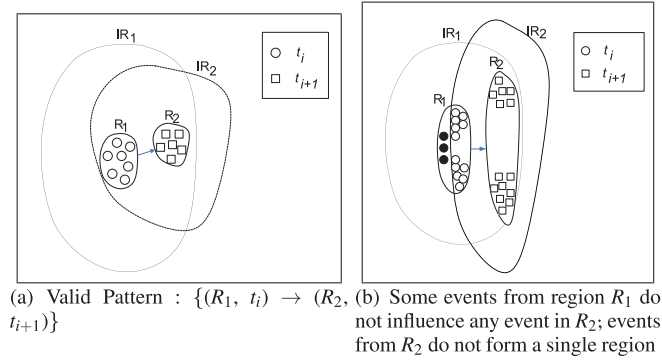 IR1
IR2
R1
R2
ti
ti+1
(a) Valid Pattern : {(R1, ti) → (R2, ti+1)}
IR1
IR2
R2
R1
ti
ti+1
(b) Some events from region R1 do
not influence any event in R2; events
from R2 do not form a single region